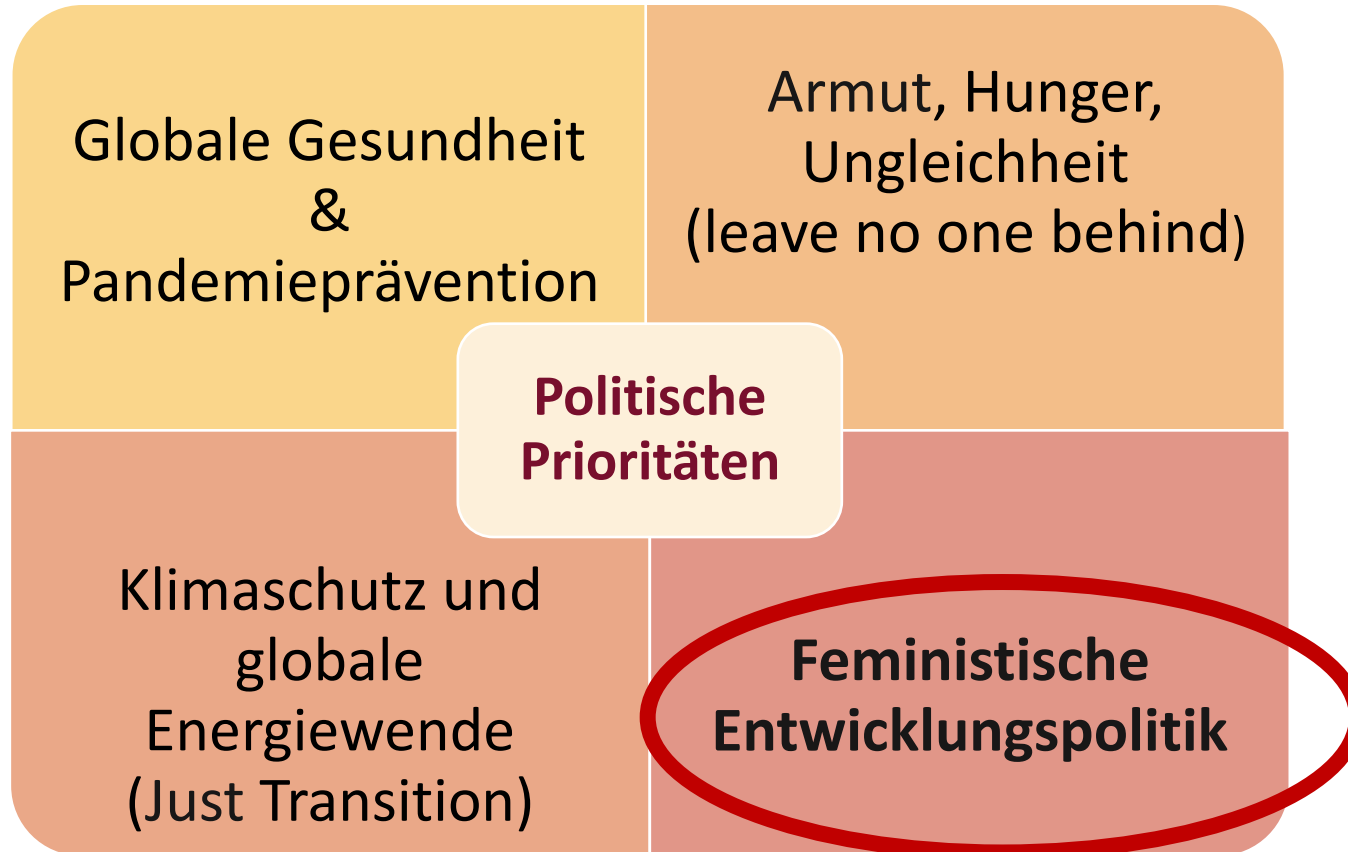 Globale Gesundheit
&
Pandemieprävention
Armut, Hunger,
Ungleichheit
(leave no one behind)
Politische
Prioritäten
Klimaschutz und
globale
Energiewende
(Just Transition)
Feministische
Entwicklungspolitik